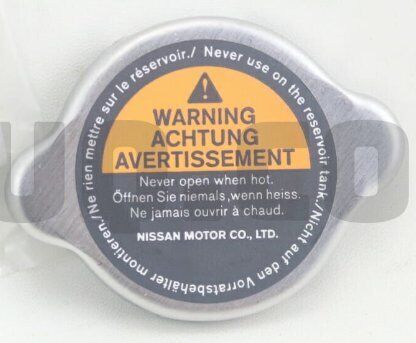 Ne rien mettre sur le réservoir./ Never use on the reservoir tank./Nicht auf den Vorratsbehälter montieren./
WARNING
ACHTUNG
AVERTISSEMENT
Never open when hot.
Öffnen Sie niemals,wenn heiss.
Ne jamais ouvrir à chaud.
NISSAN MOTOR CO., LTD.